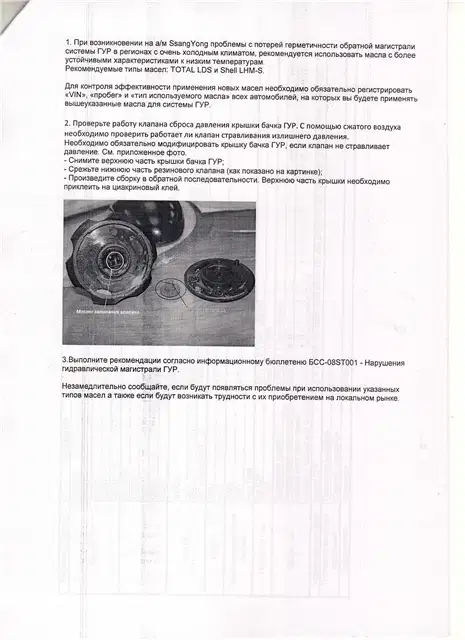 1. При возникновении на а/м SsangYong проблемы с потерей герметичности обратной магистрали
системы ГУР в регионах с очень холодным климатом, рекомендуется использовать масла с более
устойчивыми характеристиками к низким температурам.
Рекомендуемые типы масел: TOTAL LDS и Shell LHM-S.
Для контроля эффективности применения новых масел необходимо обязательно регистрировать
«VIN», «пробег» и «тип используемого масла» всех автомобилей, на которых вы будете применять
вышеуказанные масла для системы ГУР.
2. Проверьте работу клапана сброса давления крышки бачка ГУР. С помощью сжатого воздуха
необходимо проверить работает ли клапан стравливания излишнего давления.
Необходимо обязательно модифицировать крышку бачка ГУР, если клапан не стравливает
давление. См. приложенное фото.
- Снимите верхнюю часть крышки бачка ГУР;
- Срежьте нижнюю часть резинового клапана (как показано на картинке);
- Произведите сборку в обратной последовательности. Верхнюю часть крышки необходимо
приклеить на циакриновый клей.
3.Выполните рекомендации согласно информационному бюллетеню БСС-08ST001 - Нарушения
гидравлической магистрали ГУР.
Незамедлительно сообщайте, если будут появляться проблемы при использовании указанных
типов масел а также если будут возникать трудности с их приобретением на локальном рынке.